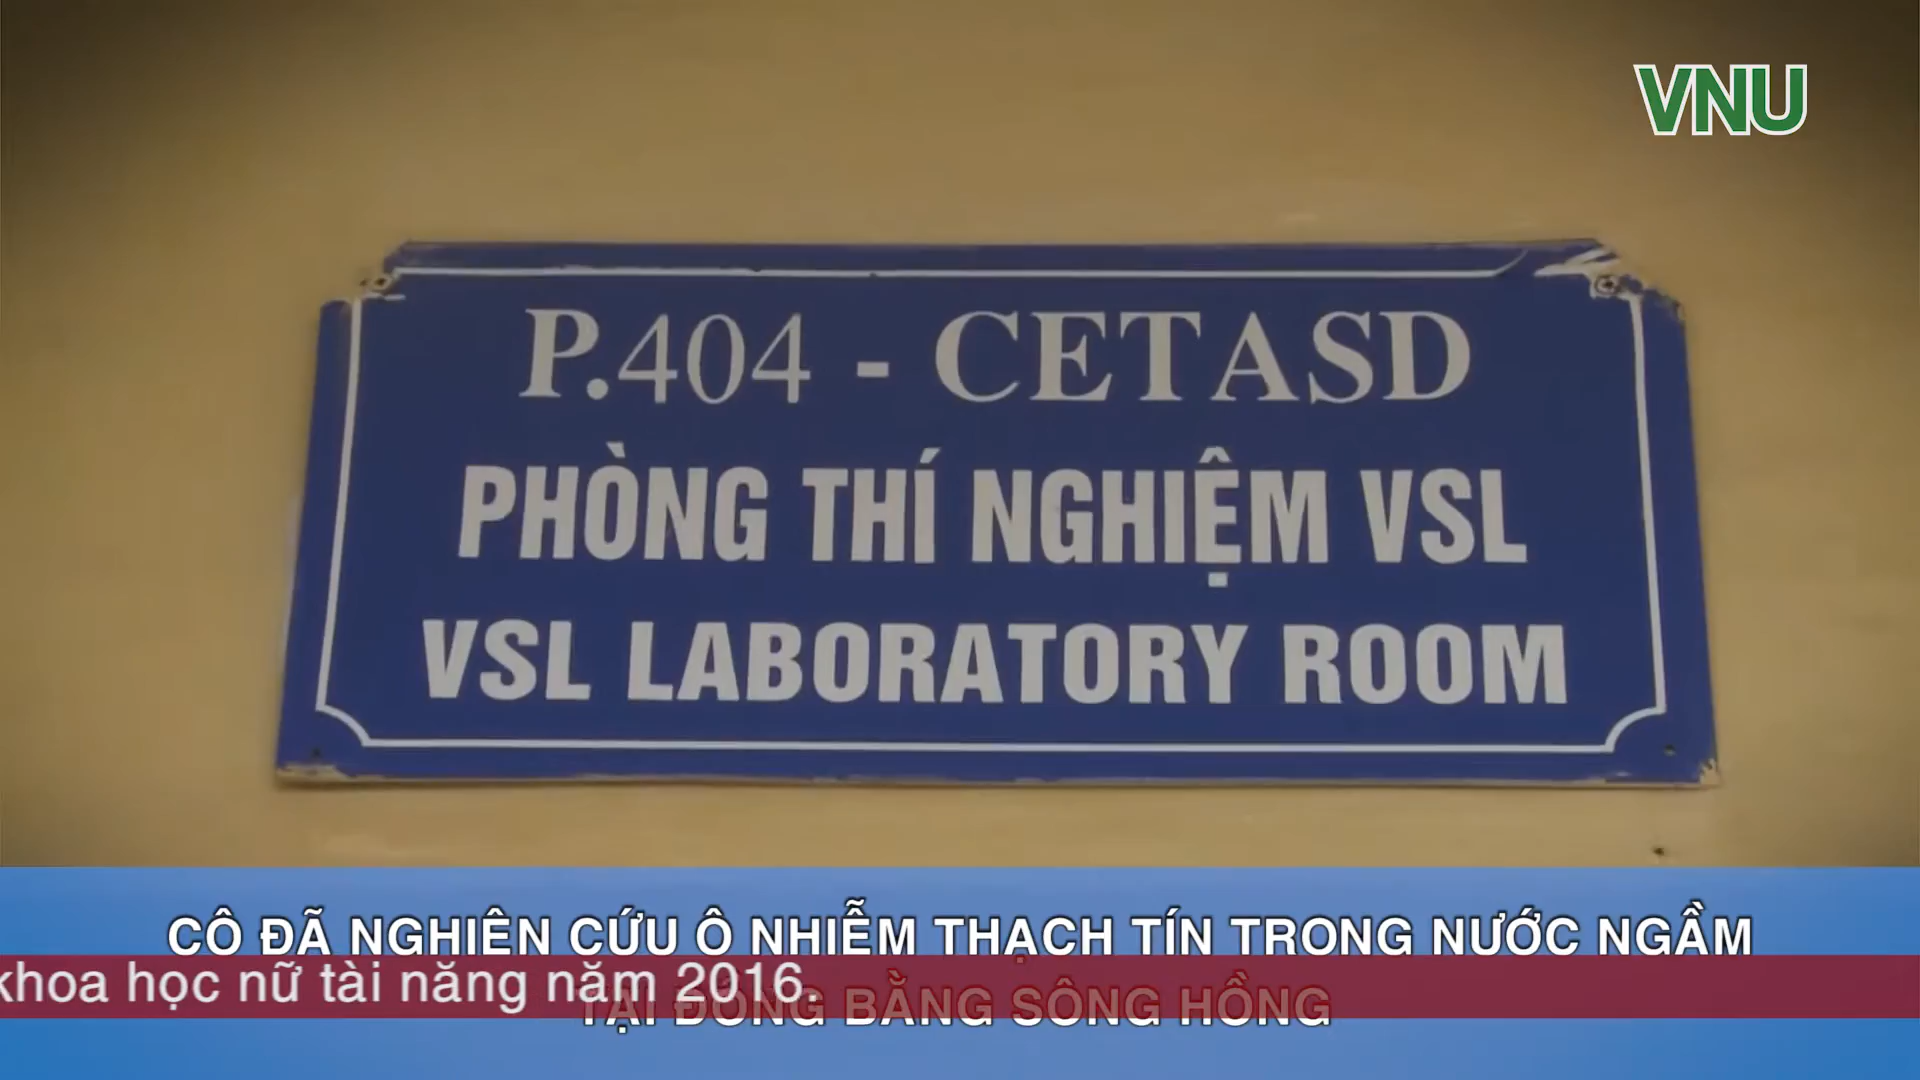 VNU
P.404 - CETASD
PHÒNG THÍ NGHIỆM VSL
VSL LABORATORY ROOM
CÔ ĐÃ NGHIÊN CỨU Ô NHIỄM THẠCH TÍN TRONG NƯỚC NGẦM
khoa học nữ tài năng năm 2016.
TẠI ĐỒNG BẰNG SÔNG HỒNG